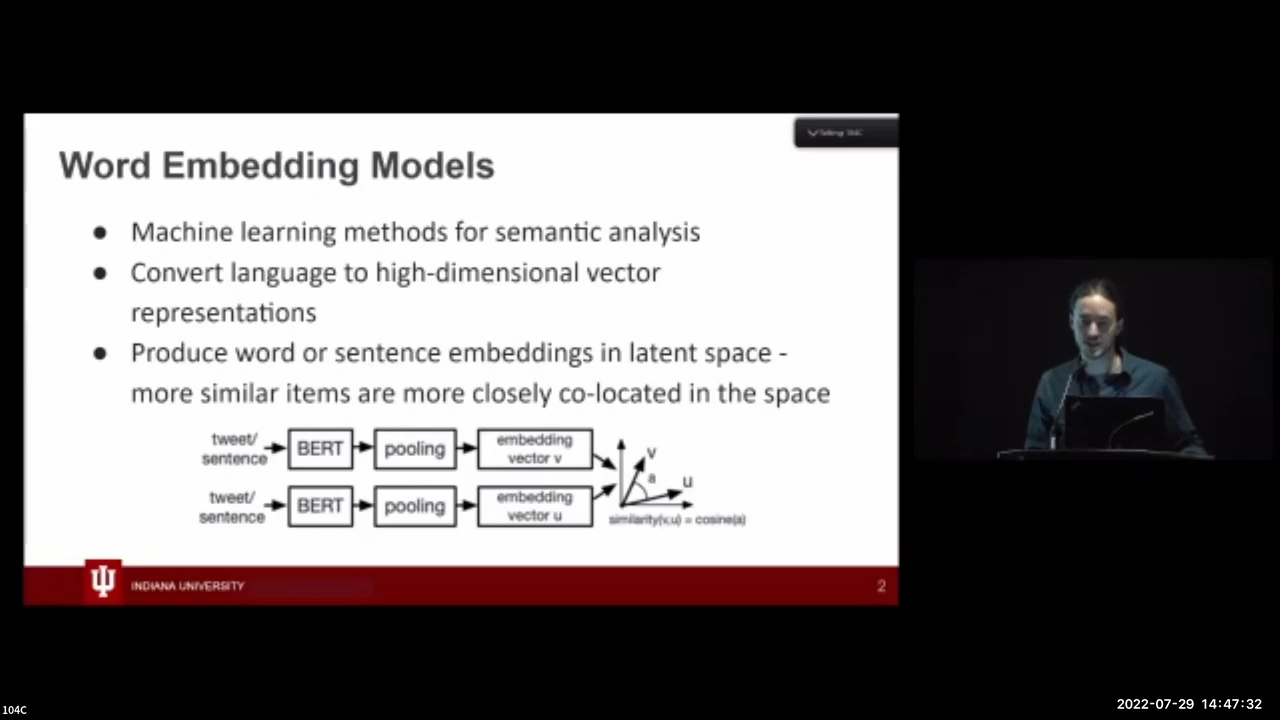 Talking: 104C
Word Embedding Models
● Machine learning methods for semantic analysis
● Convert language to high-dimensional vector
representations
● Produce word or sentence embeddings in latent space -
more similar items are more closely co-located in the space
tweet/
sentence
BERT
pooling
embedding
vector v
v
a
u
tweet/
sentence
BERT
pooling
embedding
vector u
similarity(v,u) = cosine(a)
INDIANA UNIVERSITY
2
104C
2022-07-29 14:47:32